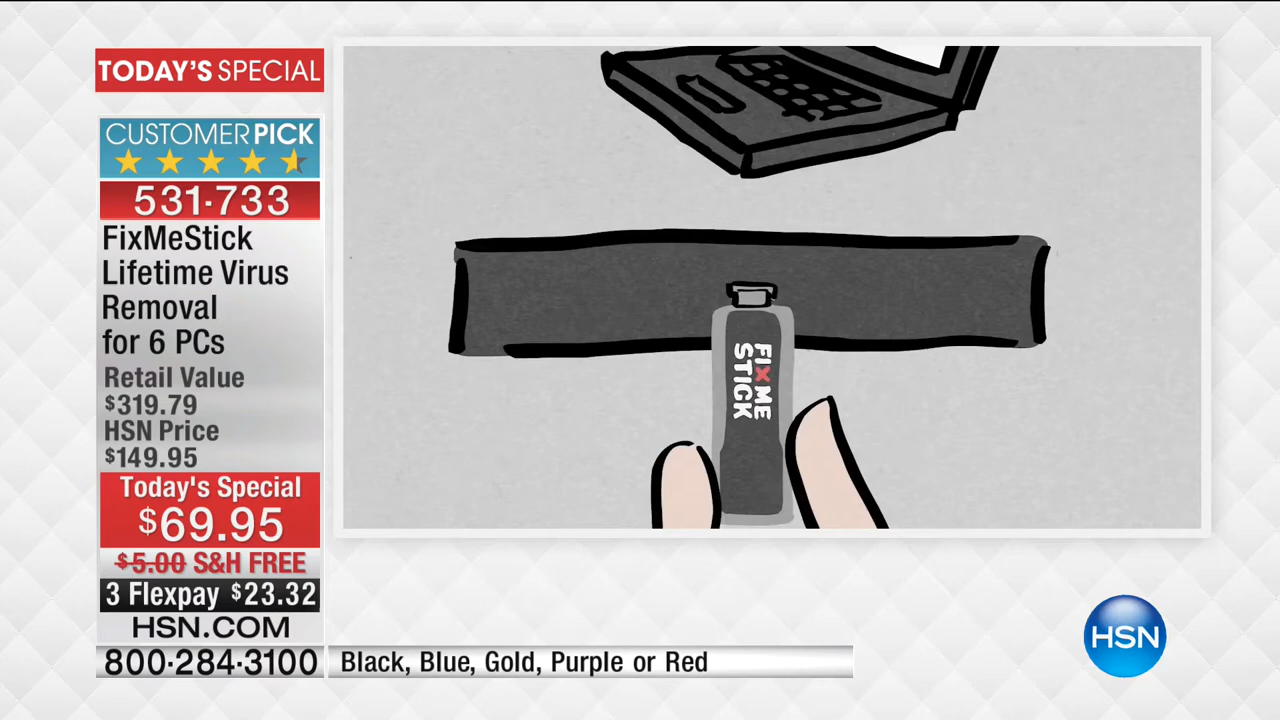 TODAY'S SPECIAL
CUSTOMERPICK
531·733
FixMeStick
Lifetime Virus
Removal
for 6 PCs
Retail Value
$319.79
HSN Price
$149.95
Today's Special
$69.95
$5.00 S&H FREE
3 Flexpay $23.32
HSN.COM
800·284·3100
Black, Blue, Gold, Purple or Red
FIXME
STICK
HSN